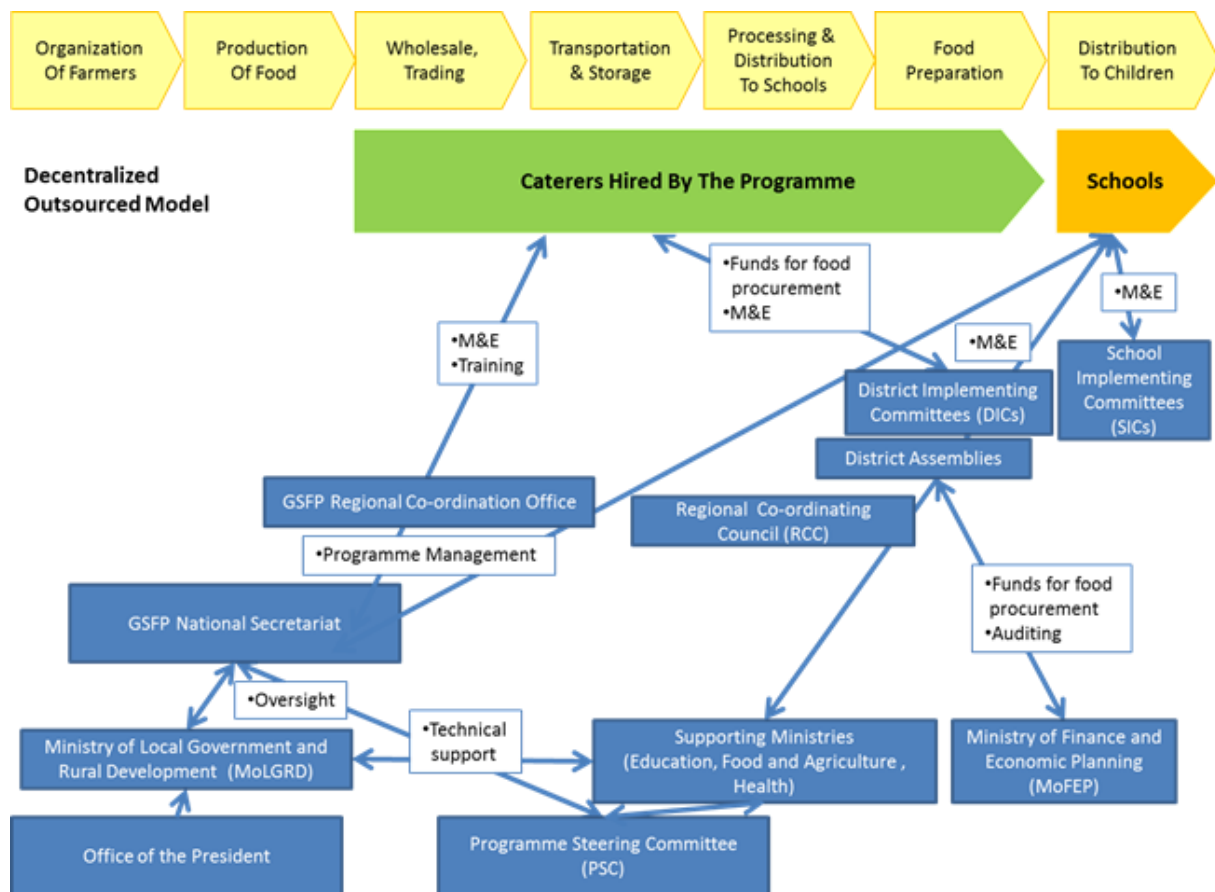 Organization
Of Farmers
Production
Of Food
Wholesale,
Trading
Transportation
& Storage
Processing &
Distribution
To Schools
Food
Preparation
Distribution
To Children
Decentralized
Outsourced Model
Caterers Hired By The Programme
Schools
•Funds for food
procurement
•M&E
•M&E
•M&E
•Training
•M&E
School
Implementing
Committees
(SICs)
District Implementing
Committees (DICs)
District Assemblies
GSFP Regional Co-ordination Office
Regional Co-ordinating
Council (RCC)
•Programme Management
•Funds for food
procurement
•Auditing
GSFP National Secretariat
•Oversight
•Technical
support
Ministry of Local Government and
Rural Development (MoLGRD)
Supporting Ministries
(Education, Food and Agriculture ,
Health)
Ministry of Finance and
Economic Planning
(MoFEP)
Office of the President
Programme Steering Committee
(PSC)